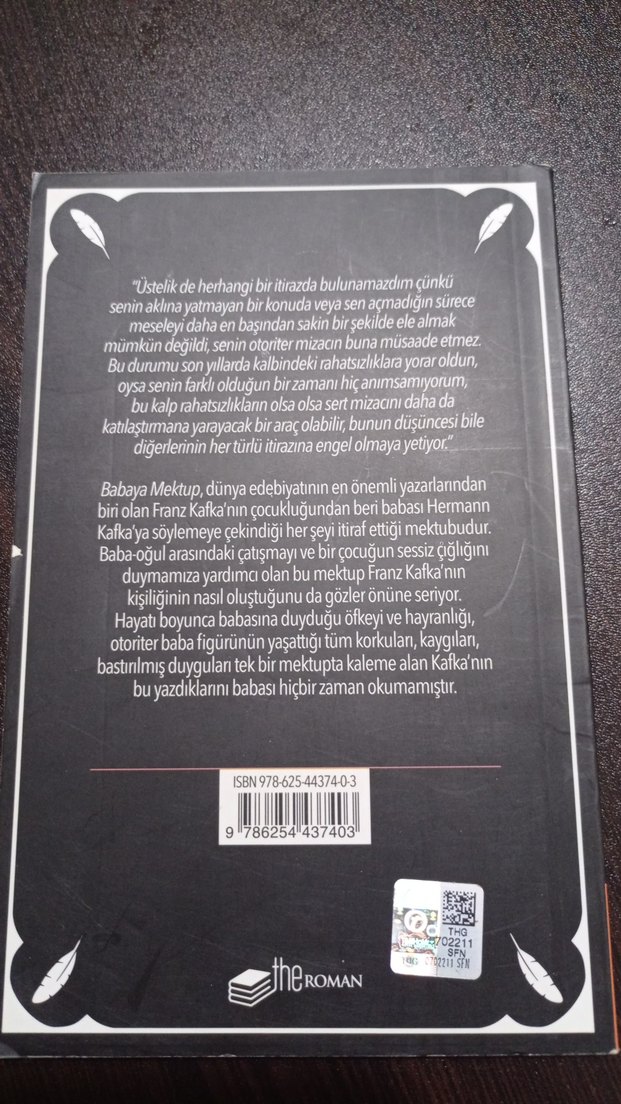 “Üstelik de herhangi bir itirazda bulunamazdım çünkü
senin aklına yatmayan bir konuda veya sen açmadığın sürece
meseleyi daha en başından sakin bir şekilde ele almak
mümkün değildi, senin otoriter mizacın buna müsaade etmez.
Bu durumu son yıllarda kalbindeki rahatsızlıklara yorar oldun,
oysa senin farklı olduğun bir zamanı hiç anımsamıyorum,
bu kalp rahatsızlıkların olsa olsa sert mizacını daha da
katılaştırmana yarayacak bir araç olabilir, bunun düşüncesi bile
diğerlerinin her türlü itirazına engel olmaya yetiyor.”
Babaya Mektup, dünya edebiyatının en önemli yazarlarından
biri olan Franz Kafka’nın çocukluğundan beri babası Hermann
Kafka’ya söylemeye çekindiği her şeyi itiraf ettiği mektubudur.
Baba-oğul arasındaki çatışmayı ve bir çocuğun sessiz çığlığını
duymamıza yardımcı olan bu mektup Franz Kafka’nın
kişiliğinin nasıl oluştuğunu da gözler önüne seriyor.
Hayatı boyunca babasına duyduğu öfkeyi ve hayranlığı,
otoriter baba figürünün yaşattığı tüm korkuları, kaygıları,
bastırılmış duyguları tek bir mektupta kaleme alan Kafka’nın
bu yazdıklarını babası hiçbir zaman okumamıştır.
ISBN 978-625-44374-0-3
9 786254 437403
THG
702211
SFN
702211 SFN
the ROMAN